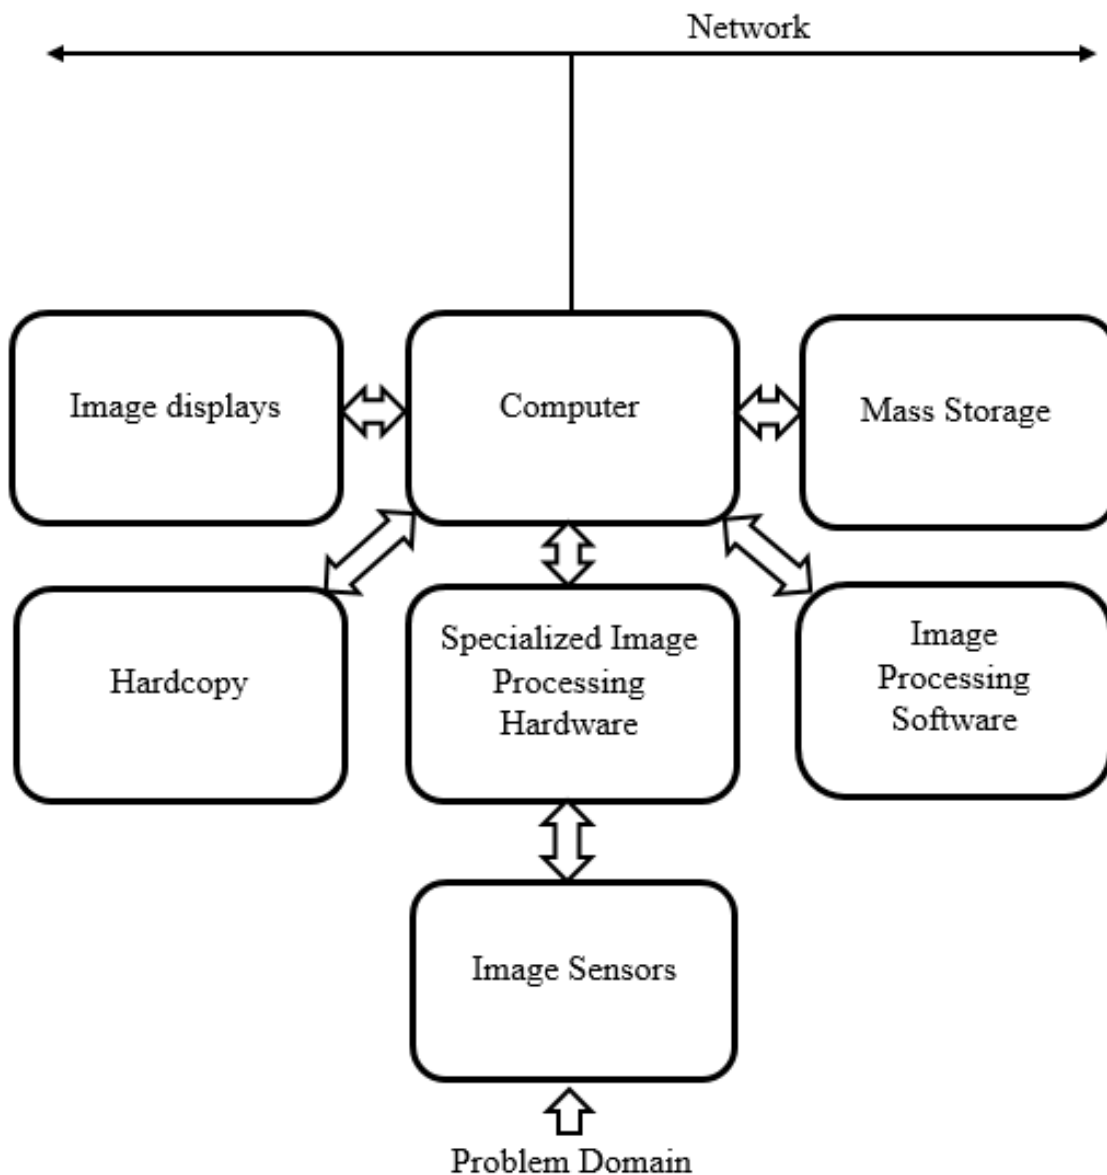 Network
Image displays
Computer
Mass Storage
Hardcopy
Specialized Image
Processing
Hardware
Image
Processing
Software
Image Sensors
Problem Domain